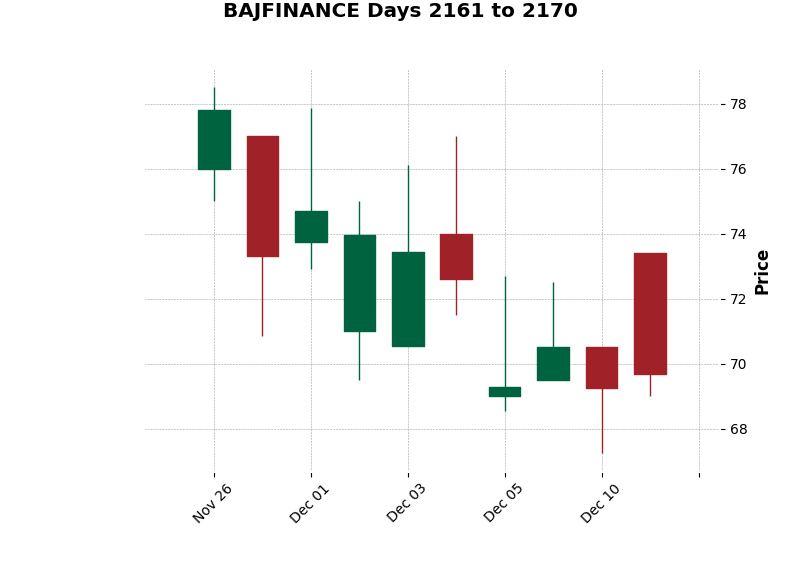 BAJFINANCE Days 2161 to 2170
78
76
74
72
70
68
Price
Nov 26
Dec 01
Dec 03
Dec 05
Dec 10